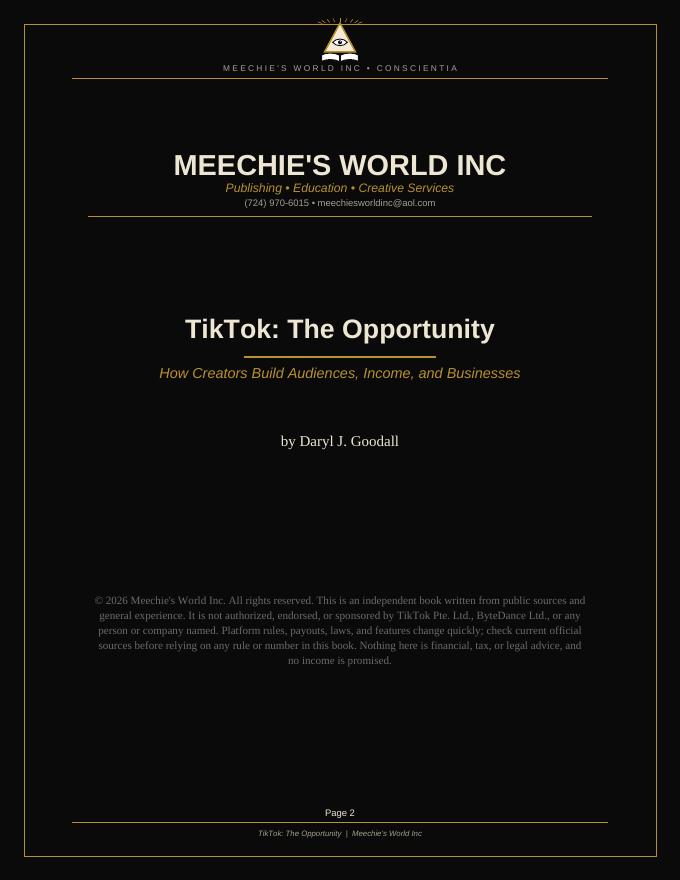 MEECHIE'S WORLD INC • CONSCIENTIA
MEECHIE'S WORLD INC
Publishing • Education • Creative Services
(724) 970-6015 • meechiesworldinc@aol.com
TikTok: The Opportunity
How Creators Build Audiences, Income, and Businesses
by Daryl J. Goodall
© 2026 Meechie's World Inc. All rights reserved. This is an independent book written from public sources and
general experience. It is not authorized, endorsed, or sponsored by TikTok Pte. Ltd., ByteDance Ltd., or any
person or company named. Platform rules, payouts, laws, and features change quickly; check current official
sources before relying on any rule or number in this book. Nothing here is financial, tax, or legal advice, and
no income is promised.
Page 2
TikTok: The Opportunity | Meechie's World Inc